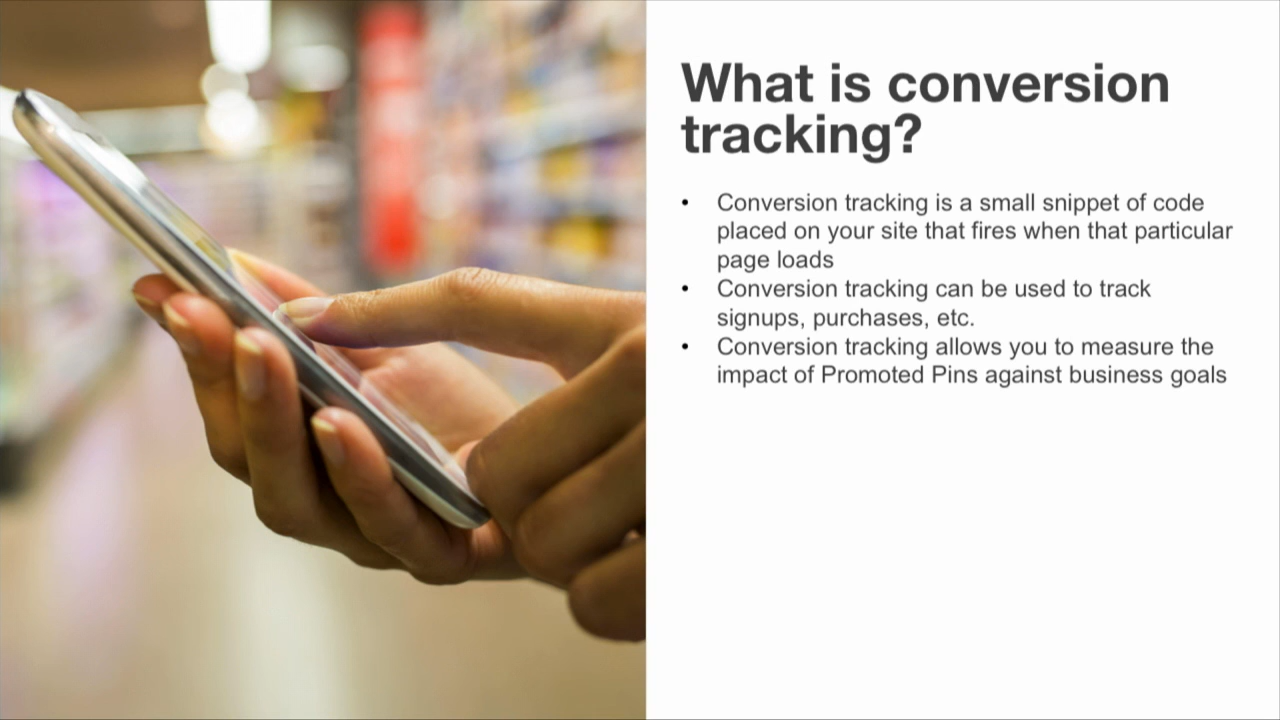 What is conversion
tracking?
• Conversion tracking is a small snippet of code
placed on your site that fires when that particular
page loads
• Conversion tracking can be used to track
signups, purchases, etc.
• Conversion tracking allows you to measure the
impact of Promoted Pins against business goals